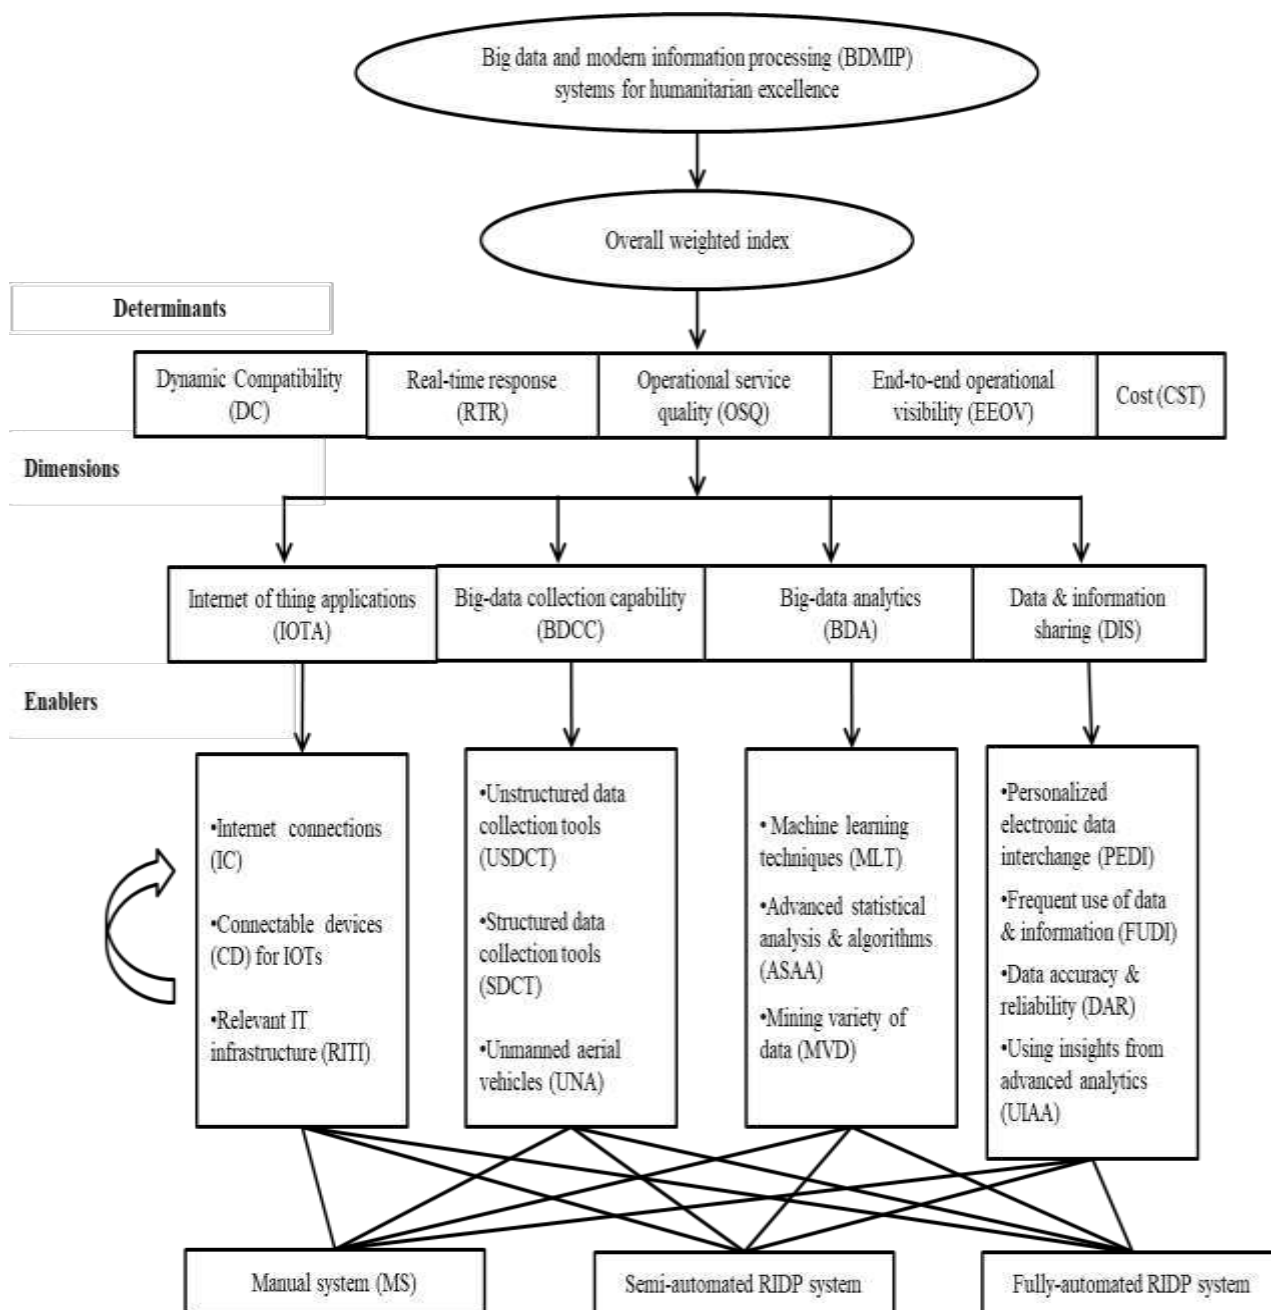 Big data and modern information processing (BDMIP)
systems for humanitarian excellence
Overall weighted index
Determinants
Dynamic Compatibility
(DC)
Real-time response
(RTR)
Operational service
quality (OSQ)
End-to-end operational
visibility (EEOV)
Cost (CST)
Dimensions
Internet of thing applications
(IOTA)
Big-data collection capability
(BDCC)
Big-data analytics
(BDA)
Data & information
sharing (DIS)
Enablers
•Internet connections
(IC)
•Connectable devices
(CD) for IOTs
•Relevant IT
infrastructure (RITI)
•Unstructured data
collection tools
(USDCT)
•Structured data
collection tools
(SDCT)
•Unmanned aerial
vehicles (UNA)
• Machine learning
techniques (MLT)
•Advanced statistical
analysis & algorithms
(ASAA)
•Mining variety of
data (MVD)
•Personalized
electronic data
interchange (PEDI)
•Frequent use of data
& information (FUDI)
•Data accuracy &
reliability (DAR)
•Using insights from
advanced analytics
(UIAA)
Manual system (MS)
Semi-automated RIDP system
Fully-automated RIDP system